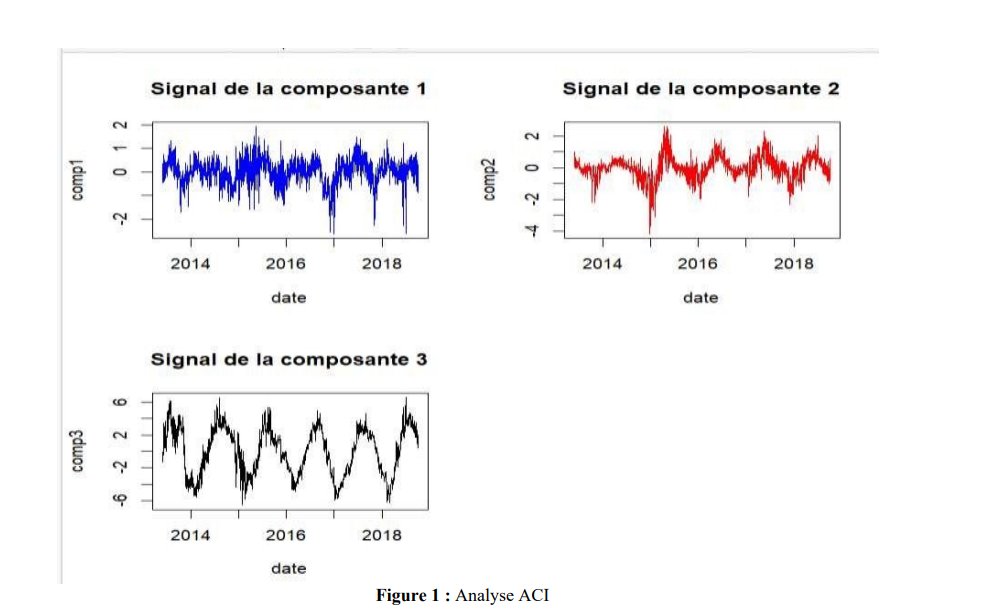 Signal de la composante 1
Signal de la composante 2
comp1
2
1
0
-2
2014
2016
2018
date
comp2
2
0
-2
-4
2014
2016
2018
date
Signal de la composante 3
comp3
6
2
-2
-6
2014
2016
2018
date
Figure 1 : Analyse ACI